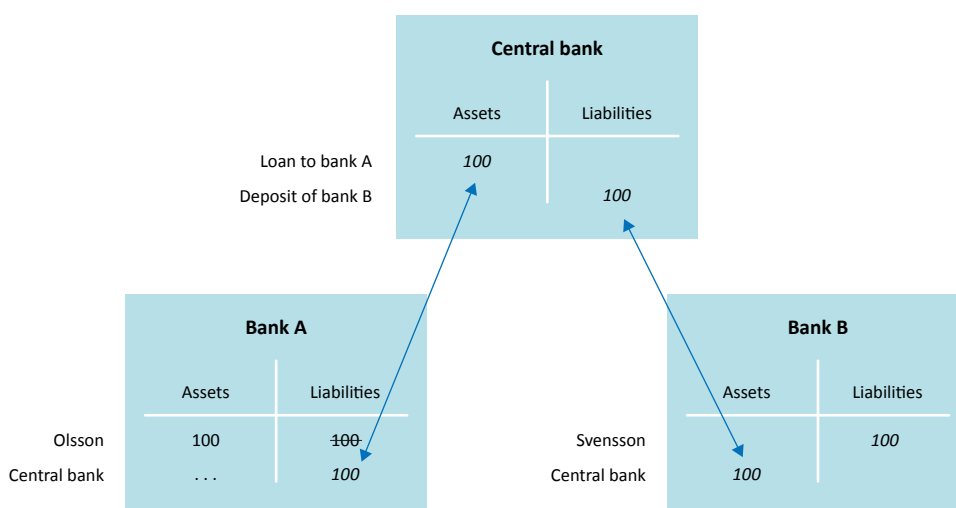 Central bank
Assets Liabilities
Loan to bank A 100
Deposit of bank B 100
Bank A
Assets Liabilities
Olsson 100 100
Central bank . . . 100
Bank B
Assets Liabilities
Svensson 100
Central bank 100